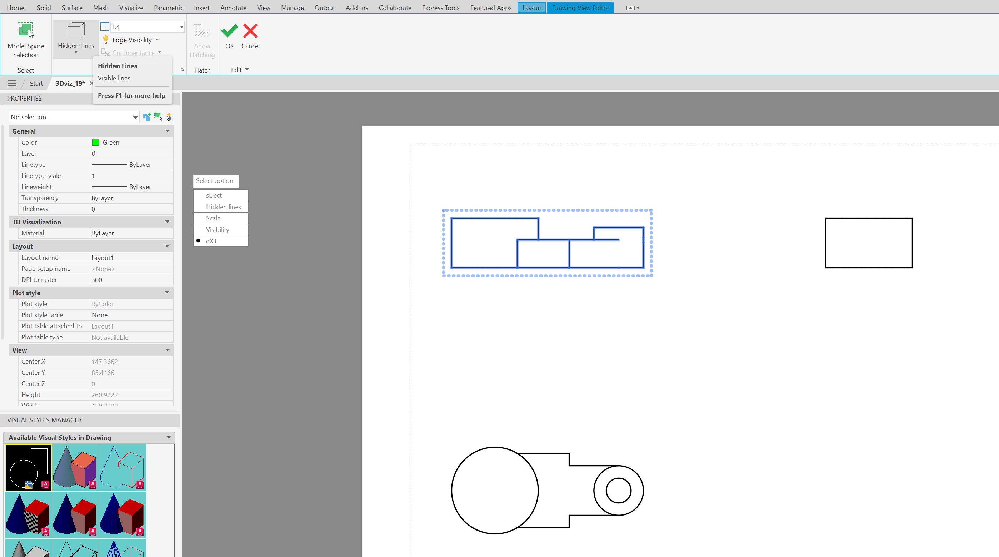 Home Solid Surface Mesh Visualize Parametric Insert Annotate View Manage Output Add-ins Collaborate Express Tools Featured Apps Layout Drawing View Editor
1:4
Edge Visibility
Cut Inheritance
Model Space
Selection
Hidden Lines
Show
Hatching
OK Cancel
Select
Hatch
Edit
Hidden Lines
Visible lines.
Press F1 for more help
Start 3Dviz_19*
PROPERTIES
No selection
General
Color Green
Layer 0
Linetype ByLayer
Linetype scale 1
Lineweight ByLayer
Transparency ByLayer
Thickness 0
3D Visualization
Material ByLayer
Layout
Layout name Layout1
Page setup name <None>
DPI to raster 300
Plot style
Plot style ByColor
Plot style table None
Plot table attached to Layout1
Plot table type Not available
View
Center X 147.3662
Center Y 85.4466
Center Z 0
Height 260.9722
Select option
sElect
Hidden lines
Scale
Visibility
eXit
VISUAL STYLES MANAGER
Available Visual Styles in Drawing
A CAD
A CAD
A CAD
A CAD
A CAD
A CAD